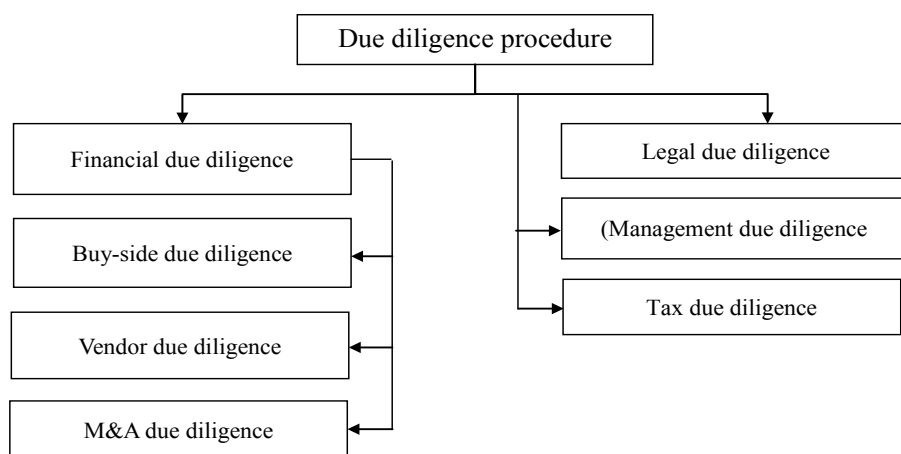 Due diligence procedure
Financial due diligence
Legal due diligence
Buy-side due diligence
(Management due diligence
Vendor due diligence
Tax due diligence
M&A due diligence